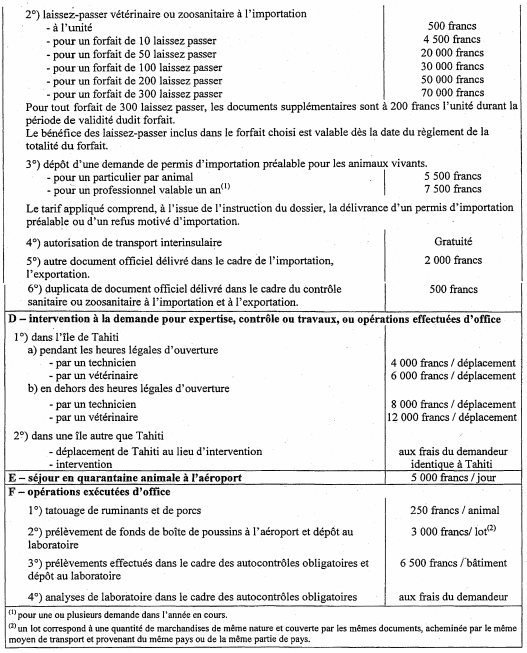 2°) laissez-passer vétérinaire ou zoosanitaire à l'importation
- à l'unité 500 francs
- pour un forfait de 10 laissez passer 4 500 francs
- pour un forfait de 50 laissez passer 20 000 francs
- pour un forfait de 100 laissez passer 30 000 francs
- pour un forfait de 200 laissez passer 50 000 francs
- pour un forfait de 300 laissez passer 70 000 francs
Pour tout forfait de 300 laissez passer, les documents supplémentaires sont à 200 francs l'unité durant la
période de validité dudit forfait.
Le bénéfice des laissez-passer inclus dans le forfait choisi est valable dès la date du règlement de la
totalité du forfait.
3°) dépôt d'une demande de permis d'importation préalable pour les animaux vivants.
- pour un particulier par animal 5 500 francs
- pour un professionnel valable un an(1) 7 500 francs
Le tarif appliqué comprend, à l'issue de l'instruction du dossier, la délivrance d'un permis d'importation
préalable ou d'un refus motivé d'importation.
4°) autorisation de transport interinsulaire Gratuité
5°) autre document officiel délivré dans le cadre de l'importation, 2 000 francs
l'exportation.
6°) duplicata de document officiel délivré dans le cadre du contrôle 500 francs
sanitaire ou zoosanitaire à l'importation et à l'exportation.
D – intervention à la demande pour expertise, contrôle ou travaux, ou opérations effectuées d'office
1°) dans l'île de Tahiti
a) pendant les heures légales d'ouverture
- par un technicien 4 000 francs / déplacement
- par un vétérinaire 6 000 francs / déplacement
b) en dehors des heures légales d'ouverture
- par un technicien 8 000 francs / déplacement
- par un vétérinaire 12 000 francs / déplacement
2°) dans une île autre que Tahiti
- déplacement de Tahiti au lieu d'intervention aux frais du demandeur
- intervention identique à Tahiti
E – séjour en quarantaine animale à l'aéroport 5 000 francs / jour
F – opérations exécutées d'office
1°) tatouage de ruminants et de porcs 250 francs / animal
2°) prélèvement de fonds de boîte de poussins à l'aéroport et dépôt au 3 000 francs/ lot(2)
laboratoire
3°) prélèvements effectués dans le cadre des autocontrôles obligatoires et 6 500 francs / bâtiment
dépôt au laboratoire
4°) analyses de laboratoire dans le cadre des autocontrôles obligatoires aux frais du demandeur
(1) pour une ou plusieurs demande dans l'année en cours.
(2) un lot correspond à une quantité de marchandises de même nature et couverte par les mêmes documents, acheminée par le même
moyen de transport et provenant du même pays ou de la même partie de pays.